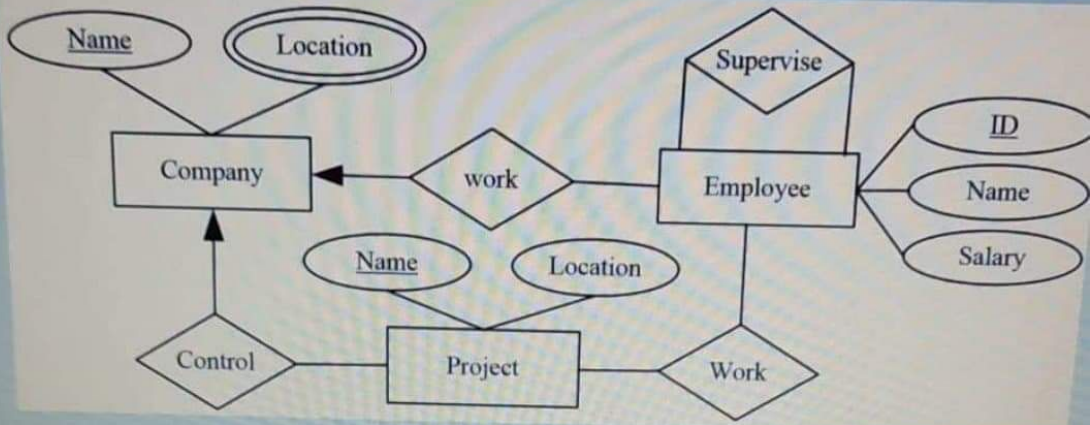 Name
Location
Supervise
ID
Company
work
Employee
Name
Name
Location
Salary
Control
Project
Work